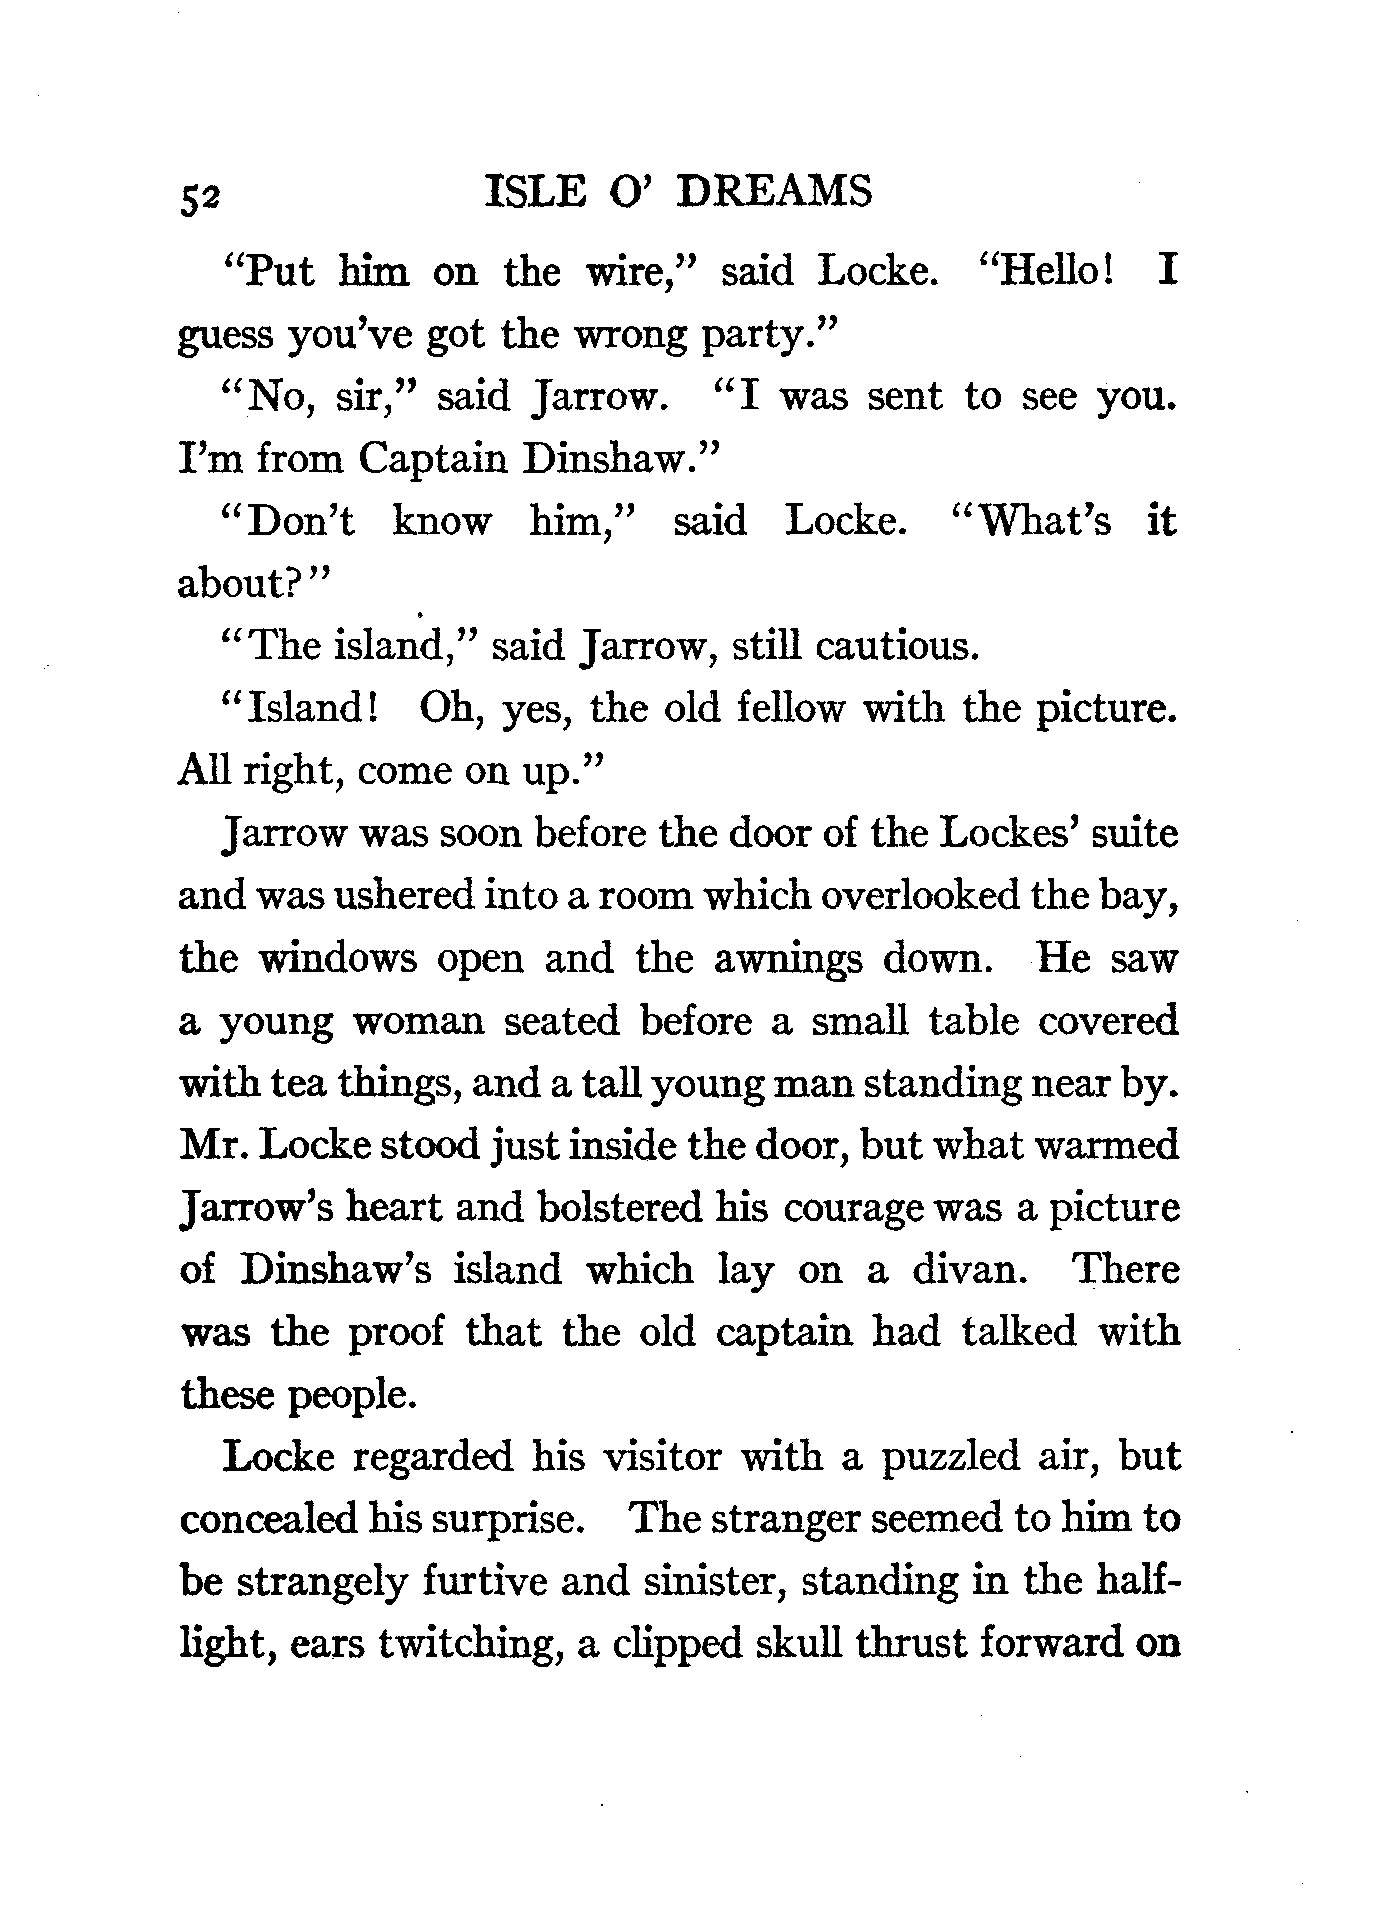 52 ISLE O' DREAMS
"Put him on the wire," said Locke. "Hello! I
guess you've got the wrong party."
"No, sir," said Jarrow. "I was sent to see you.
I'm from Captain Dinshaw."
"Don't know him," said Locke. "What's it
about?"
"The island," said Jarrow, still cautious.
"Island! Oh, yes, the old fellow with the picture.
All right, come on up."
Jarrow was soon before the door of the Lockes' suite
and was ushered into a room which overlooked the bay,
the windows open and the awnings down. He saw
a young woman seated before a small table covered
with tea things, and a tall young man standing near by.
Mr. Locke stood just inside the door, but what warmed
Jarrow's heart and bolstered his courage was a picture
of Dinshaw's island which lay on a divan. There
was the proof that the old captain had talked with
these people.
Locke regarded his visitor with a puzzled air, but
concealed his surprise. The stranger seemed to him to
be strangely furtive and sinister, standing in the half-
light, ears twitching, a clipped skull thrust forward on